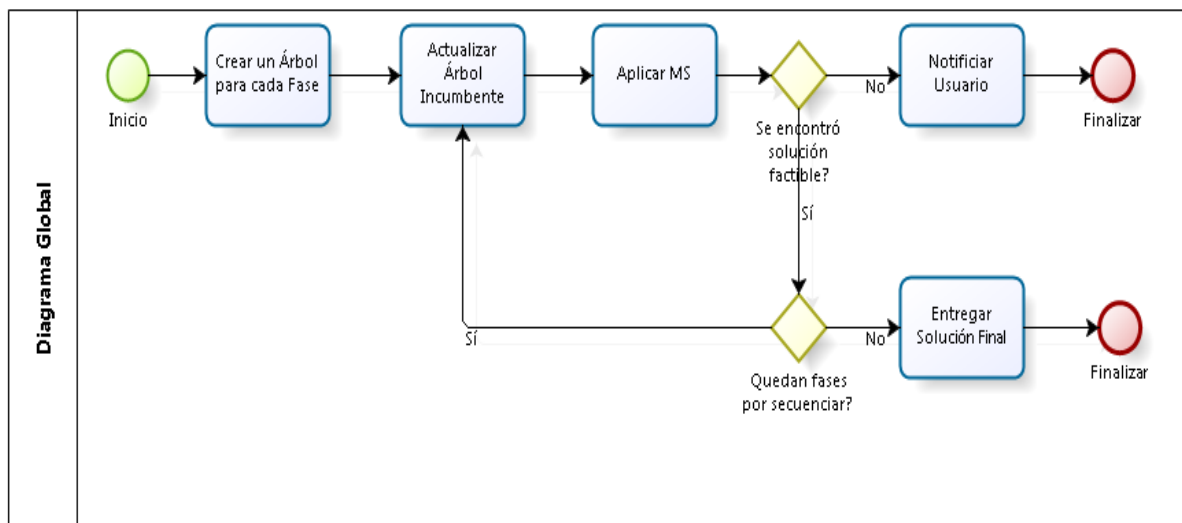 Diagrama Global
Inicio
Crear un Árbol
para cada Fase
Actualizar
Árbol
Incumbente
Aplicar MS
Se encontró
solución
factible?
No
Notificiar
Usuario
Finalizar
Sí
Quedan fases
por secuenciar?
Sí
No
Entregar
Solución Final
Finalizar